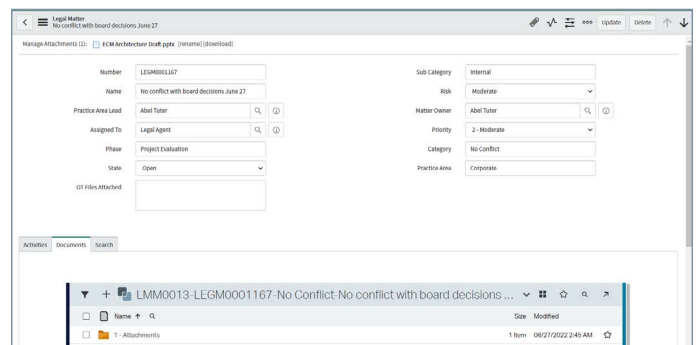 Legal Matter
No conflict with board decisions June 27
Update Delete
Manage Attachments (1): ECM Architecture Draft.pptx [rename] [download]
Number LEGM0001167 Sub Category Internal
Name No conflict with board decisions June 27 Risk Moderate
Practice Area Lead Abel Tuter Matter Owner Abel Tuter
Assigned To Legal Agent Priority 2 - Moderate
Phase Project Evaluation Category No Conflict
State Open Practice Area Corporate
OT Files Attached
Activities Documents Search
LMM0013-LEGM0001167-No Conflict-No conflict with board decisions ...
Name Size Modified
1 - Attachments 1 Item 06/27/2022 2:45 AM